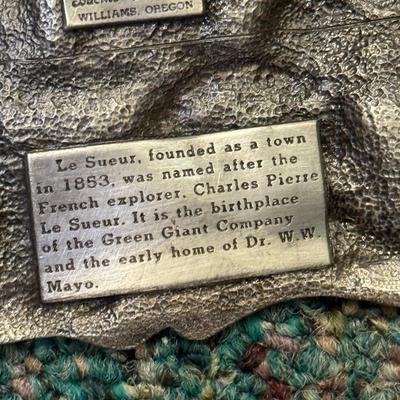 WILLIAMS, OREGON
Le Sueur, founded as a town
in 1853, was named after the
French explorer, Charles Pierre
Le Sueur. It is the birthplace
of the Green Giant Company
and the early home of Dr. W.W.
Mayo.